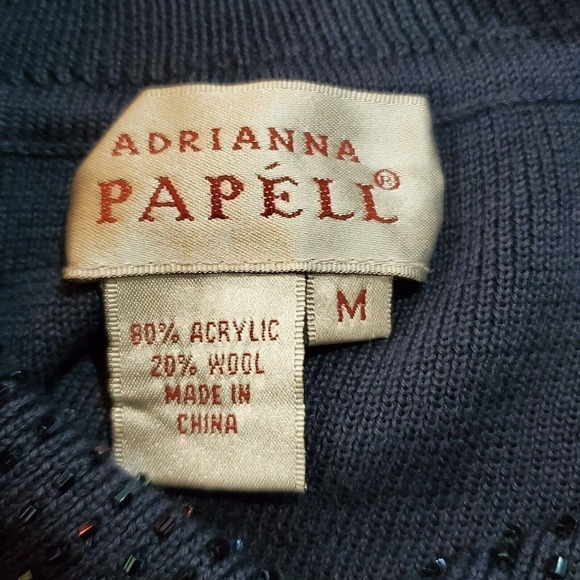 ADRIANNA
PAPÉLL®
M
80% ACRYLIC
20% WOOL
MADE IN
CHINA